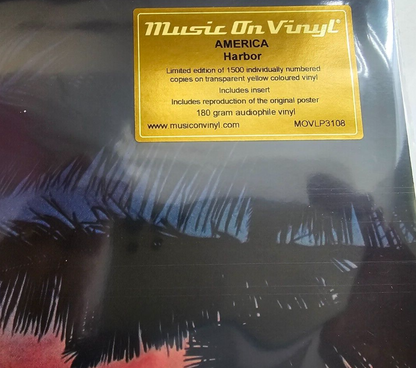 Music On Vinyl
AMERICA
Harbor
Limited edition of 1500 individually numbered
copies on transparent yellow coloured vinyl
Includes insert
Includes reproduction of the original poster
180 gram audiophile vinyl
www.musiconvinyl.com MOVLP3108